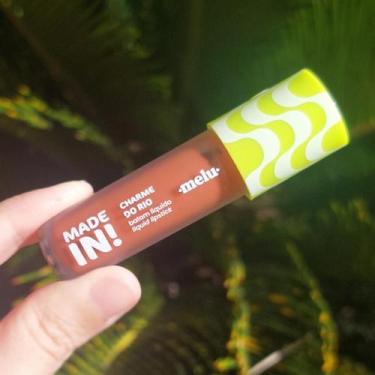 MADE
IN!
CHARME
DO RIO
batom líquido
liquid lipstick
·melu·